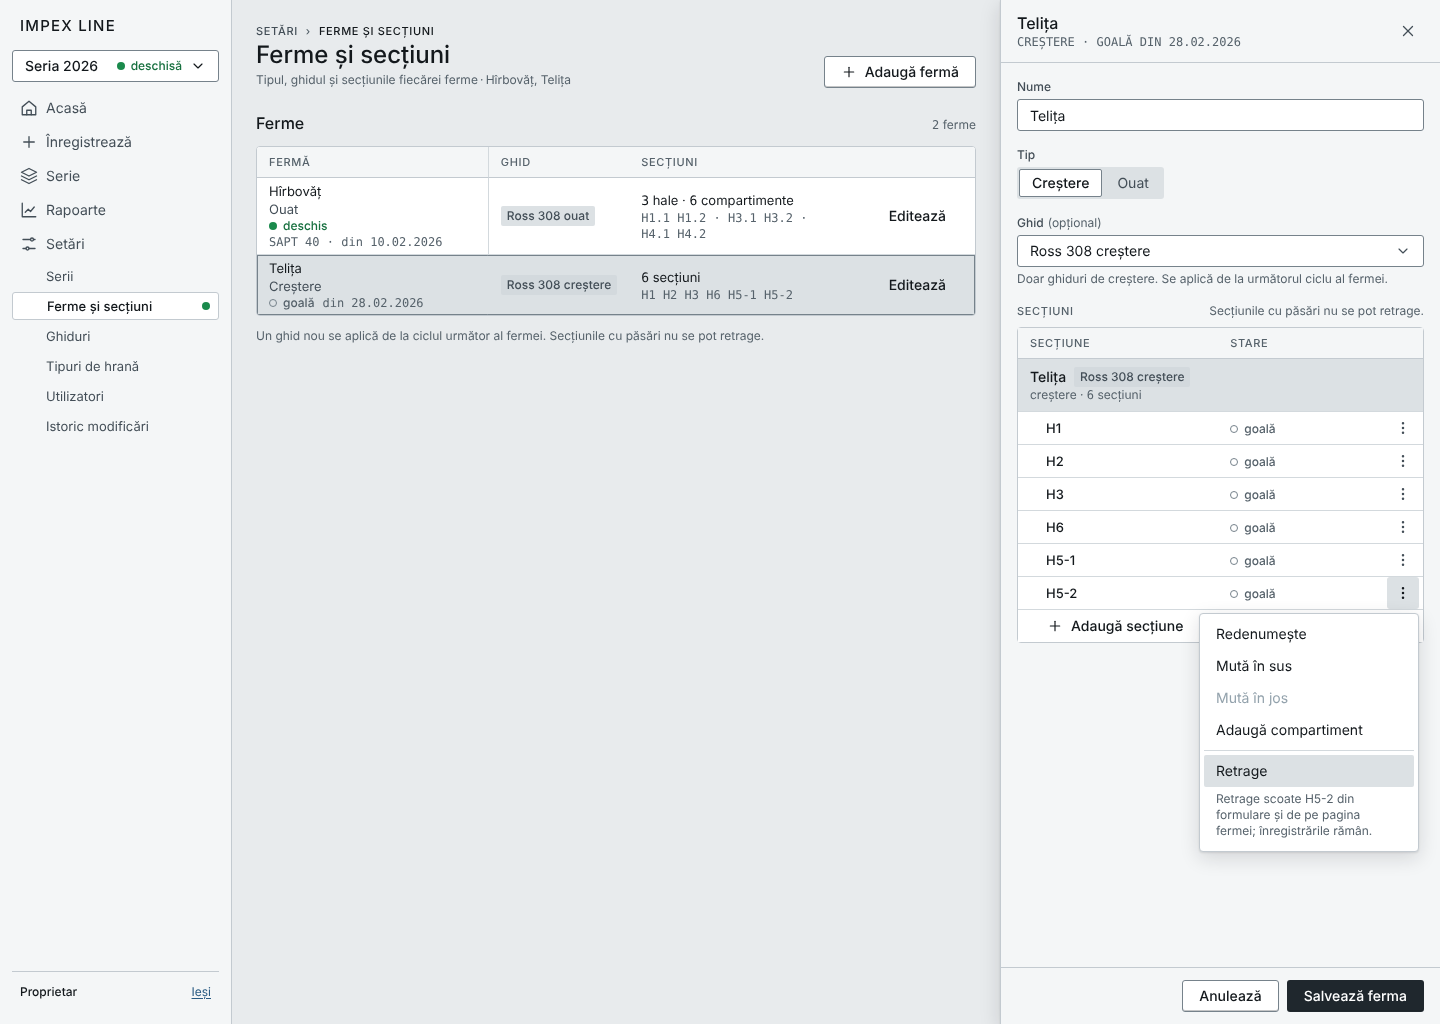 IMPEX LINE
Seria 2026 deschisă
Acasă
Înregistrează
Serie
Rapoarte
Setări
Serii
Ferme și secțiuni
Ghiduri
Tipuri de hrană
Utilizatori
Istoric modificări
Proprietar Ieși
SETĂRI › FERME ȘI SECȚIUNI
Ferme și secțiuni
Tipul, ghidul și secțiunile fiecărei ferme · Hîrbovăț, Telița
Adaugă fermă
Ferme 2 ferme
FERMĂ GHID SECȚIUNI
Hîrbovăț
Ouat
deschis
SAPT 40 · din 10.02.2026
Ross 308 ouat
3 hale · 6 compartimente
H1.1 H1.2 · H3.1 H3.2 ·
H4.1 H4.2
Editează
Telița
Creștere
goală din 28.02.2026
Ross 308 creștere
6 secțiuni
H1 H2 H3 H6 H5-1 H5-2
Editează
Un ghid nou se aplică de la ciclul următor al fermei. Secțiunile cu păsări nu se pot retrage.
Telița
CREȘTERE · GOALĂ DIN 28.02.2026
Nume
Telița
Tip
Creștere Ouat
Ghid (opțional)
Ross 308 creștere
Doar ghiduri de creștere. Se aplică de la următorul ciclu al fermei.
SECȚIUNI Secțiunile cu păsări nu se pot retrage.
SECȚIUNE STARE
Telița Ross 308 creștere
creștere · 6 secțiuni
H1 goală
H2 goală
H3 goală
H6 goală
H5-1 goală
H5-2 goală
Adaugă secțiune
Redenumește
Mută în sus
Mută în jos
Adaugă compartiment
Retrage
Retrage scoate H5-2 din
formulare și de pe pagina
fermei; înregistrările rămân.
Anulează Salvează ferma